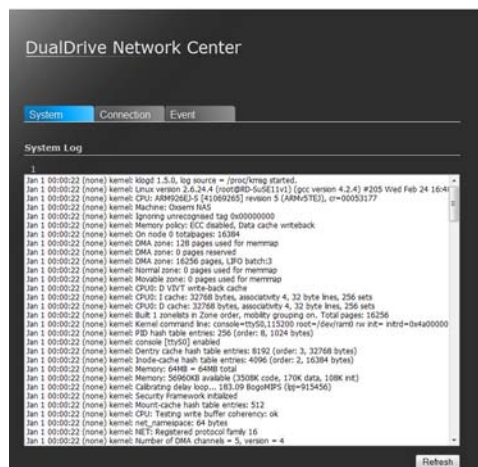 DualDrive Network Center
System Connection Event
System Log
1
Jan 1 00:00:22 (none) kernel: klogd 1.5.0, log source = /proc/kmsg started.
Jan 1 00:00:22 (none) kernel: Linux version 2.6.24.4 (root@RD-SuSE11v1) (gcc version 4.2.4) #205 Wed Feb 24 16:4
Jan 1 00:00:22 (none) kernel: CPU: ARM926EJ-S [41069265] revision 5 (ARMv5TEJ), cr=00053177
Jan 1 00:00:22 (none) kernel: Machine: Oxsemi NAS
Jan 1 00:00:22 (none) kernel: Ignoring unrecognised tag 0x00000000
Jan 1 00:00:22 (none) kernel: Memory policy: ECC disabled, Data cache writeback
Jan 1 00:00:22 (none) kernel: On node 0 totalpages: 16384
Jan 1 00:00:22 (none) kernel: DMA zone: 128 pages used for memmap
Jan 1 00:00:22 (none) kernel: DMA zone: 0 pages reserved
Jan 1 00:00:22 (none) kernel: DMA zone: 16256 pages, LIFO batch:3
Jan 1 00:00:22 (none) kernel: Normal zone: 0 pages used for memmap
Jan 1 00:00:22 (none) kernel: Movable zone: 0 pages used for memmap
Jan 1 00:00:22 (none) kernel: CPU0: D VIVT write-back cache
Jan 1 00:00:22 (none) kernel: CPU0: I cache: 32768 bytes, associativity 4, 32 byte lines, 256 sets
Jan 1 00:00:22 (none) kernel: CPU0: D cache: 32768 bytes, associativity 4, 32 byte lines, 256 sets
Jan 1 00:00:22 (none) kernel: Built 1 zonelists in Zone order, mobility grouping on. Total pages: 16256
Jan 1 00:00:22 (none) kernel: Kernel command line: console=ttyS0,115200 root=/dev/ram0 rw init= initrd=0x4a00000
Jan 1 00:00:22 (none) kernel: PID hash table entries: 256 (order: 8, 1024 bytes)
Jan 1 00:00:22 (none) kernel: console [ttyS0] enabled
Jan 1 00:00:22 (none) kernel: Dentry cache hash table entries: 8192 (order: 3, 32768 bytes)
Jan 1 00:00:22 (none) kernel: Inode-cache hash table entries: 4096 (order: 2, 16384 bytes)
Jan 1 00:00:22 (none) kernel: Memory: 64MB = 64MB total
Jan 1 00:00:22 (none) kernel: Memory: 56960KB available (3508K code, 170K data, 108K init)
Jan 1 00:00:22 (none) kernel: Calibrating delay loop... 183.09 BogoMIPS (lpj=915456)
Jan 1 00:00:22 (none) kernel: Security Framework initialized
Jan 1 00:00:22 (none) kernel: Mount-cache hash table entries: 512
Jan 1 00:00:22 (none) kernel: CPU: Testing write buffer coherency: ok
Jan 1 00:00:22 (none) kernel: net_namespace: 64 bytes
Jan 1 00:00:22 (none) kernel: NET: Registered protocol family 16
Jan 1 00:00:22 (none) kernel: Number of DMA channels = 5, version = 4
Refresh